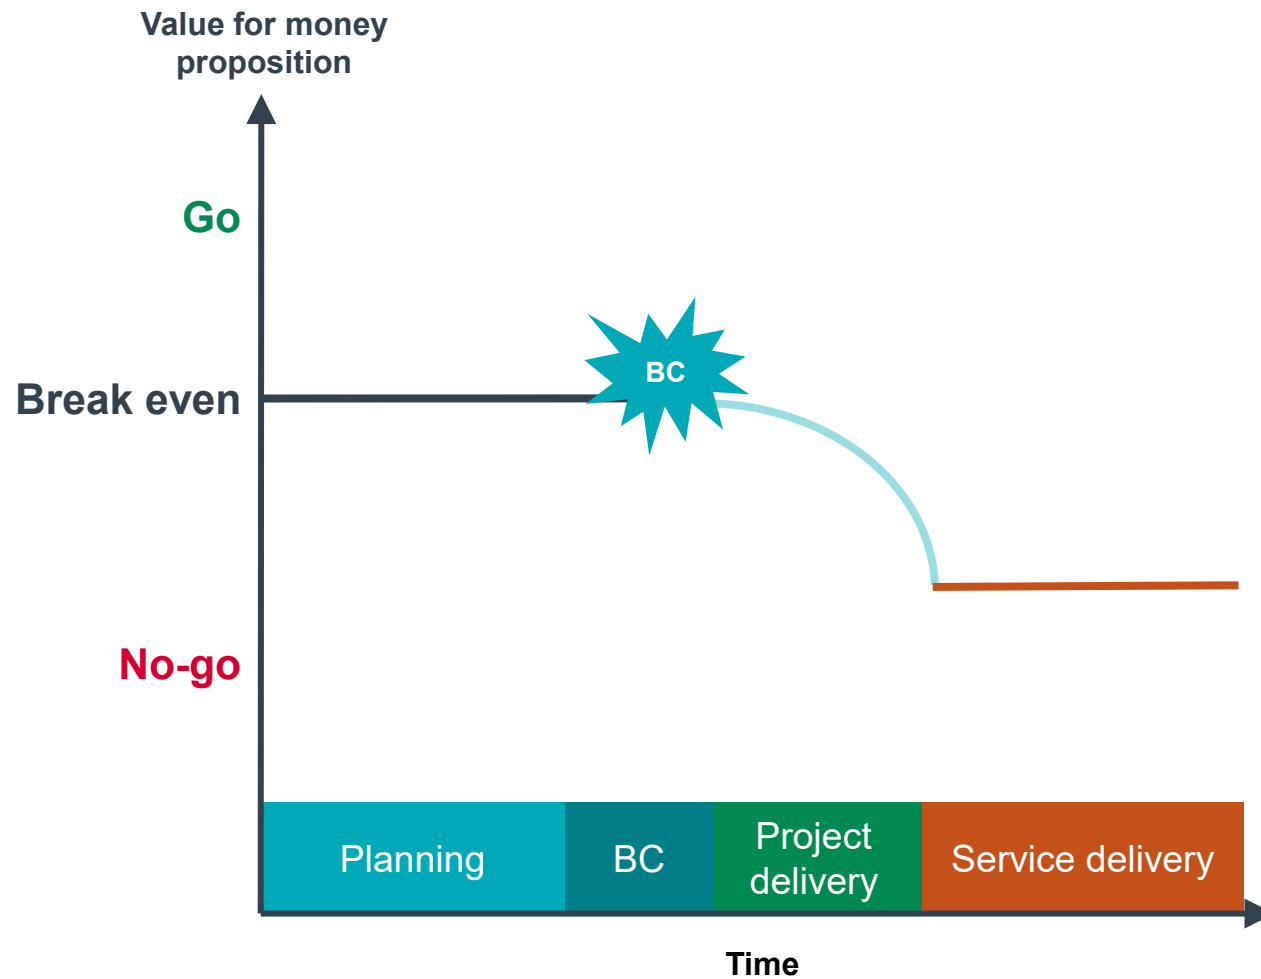 Value for money
proposition
Go
BC
Break even
No-go
Planning
BC
Project
delivery
Service delivery
Time